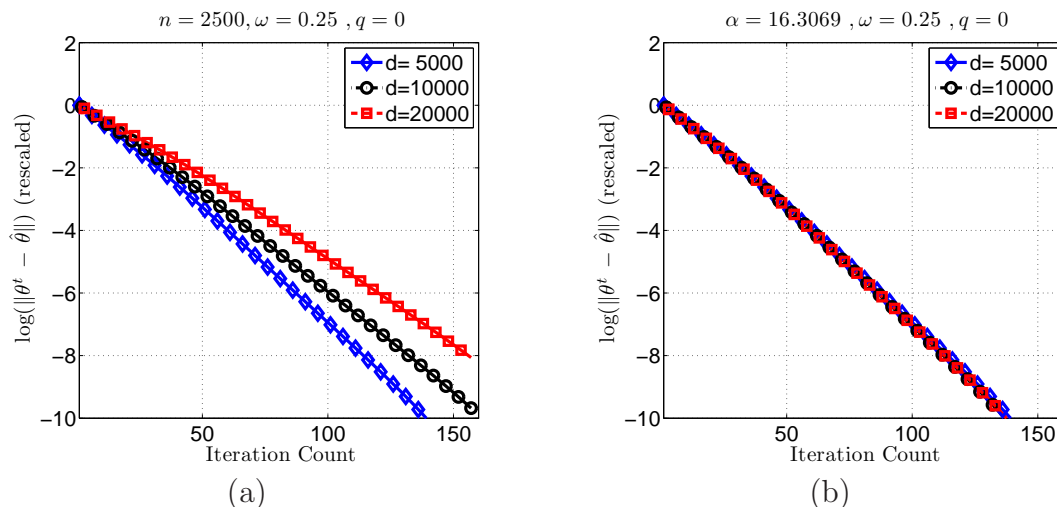 n = 2500, ω = 0.25 , q = 0
2
0
−2
−4
−6
−8
−10
50
100
150
log(||θ^t − θ̂||) (rescaled)
Iteration Count
d= 5000
d=10000
d=20000
(a)
α = 16.3069 , ω = 0.25 , q = 0
2
0
−2
−4
−6
−8
−10
50
100
150
log(||θ^t − θ̂||) (rescaled)
Iteration Count
d= 5000
d=10000
d=20000
(b)